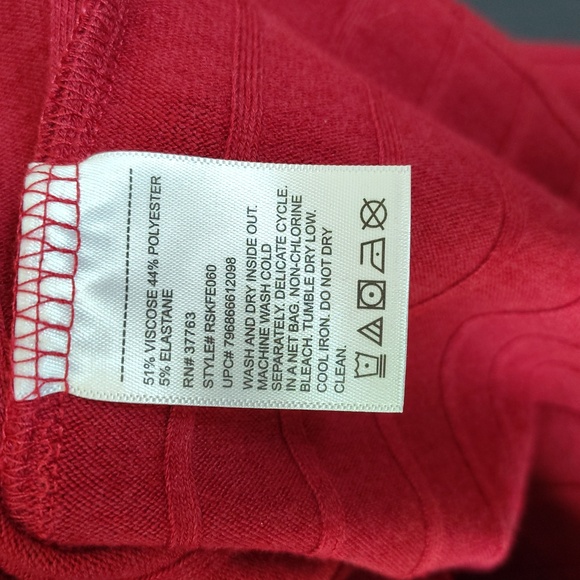 51% VISCOSE 44% POLYESTER
5% ELASTANE
RN# 37763
STYLE# RSKFE060
UPC# 796866612098
WASH AND DRY INSIDE OUT.
MACHINE WASH COLD
SEPARATELY. DELICATE CYCLE.
IN A NET BAG. NON-CHLORINE
BLEACH. TUMBLE DRY LOW.
COOL IRON. DO NOT DRY
CLEAN.